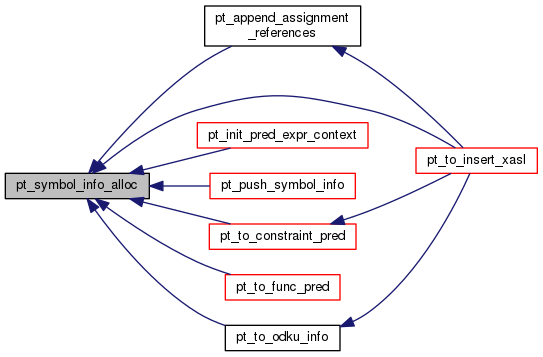 pt_append_assignment
_references
pt_init_pred_expr_context
pt_to_insert_xasl
pt_symbol_info_alloc
pt_push_symbol_info
pt_to_constraint_pred
pt_to_func_pred
pt_to_odku_info